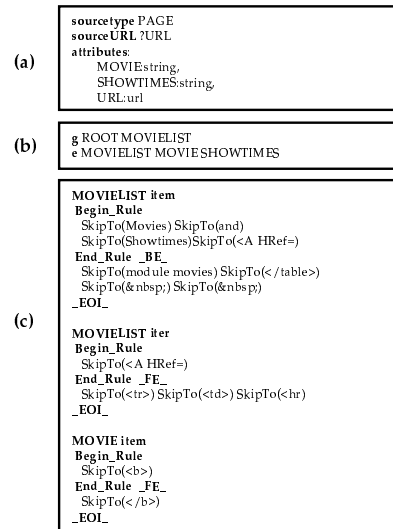 (a)
sourcetype PAGE
sourceURL ?URL
attributes:
MOVIE:string,
SHOWTIMES:string,
URL:url
(b)
g ROOT MOVIELIST
e MOVIELIST MOVIE SHOWTIMES
(c)
MOVIELIST item
Begin_Rule
SkipTo(Movies) SkipTo(and)
SkipTo(Showtimes)SkipTo(<A HRef=)
End_Rule _BE_
SkipTo(module movies) SkipTo(</table>)
SkipTo(&nbsp;) SkipTo(&nbsp;)
_EOI_
MOVIELIST iter
Begin_Rule
SkipTo(<A HRef=)
End_Rule _FE_
SkipTo(<tr>) SkipTo(<td>) SkipTo(<hr)
_EOI_
MOVIE item
Begin_Rule
SkipTo(<b>)
End_Rule _FE_
SkipTo(</b>)
_EOI_